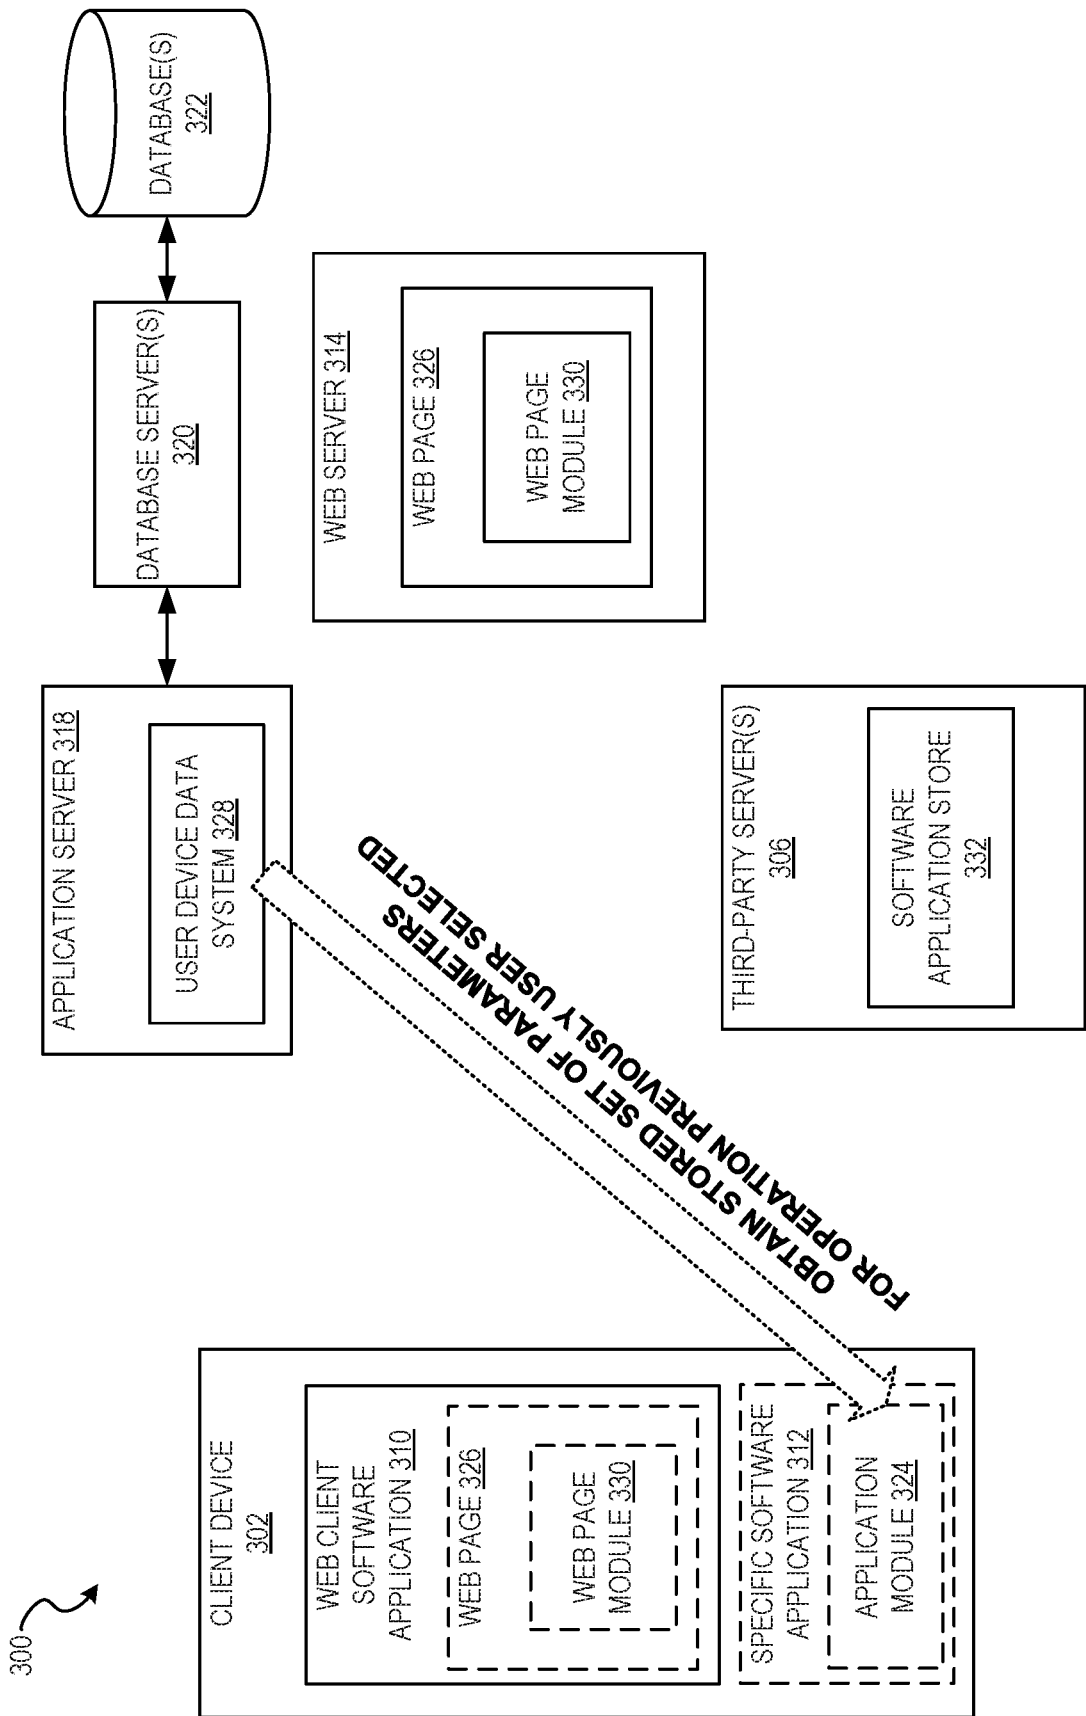 300
CLIENT DEVICE
302
WEB CLIENT
SOFTWARE
APPLICATION 310
WEB PAGE 326
WEB PAGE
MODULE 330
SPECIFIC SOFTWARE
APPLICATION 312
APPLICATION
MODULE 324
OBTAIN STORED SET OF PARAMETERS
FOR OPERATION PREVIOUSLY USER SELECTED
APPLICATION SERVER 318
USER DEVICE DATA
SYSTEM 328
THIRD-PARTY SERVER(S)
306
SOFTWARE
APPLICATION STORE
332
DATABASE SERVER(S)
320
WEB SERVER 314
WEB PAGE 326
WEB PAGE
MODULE 330
DATABASE(S)
322